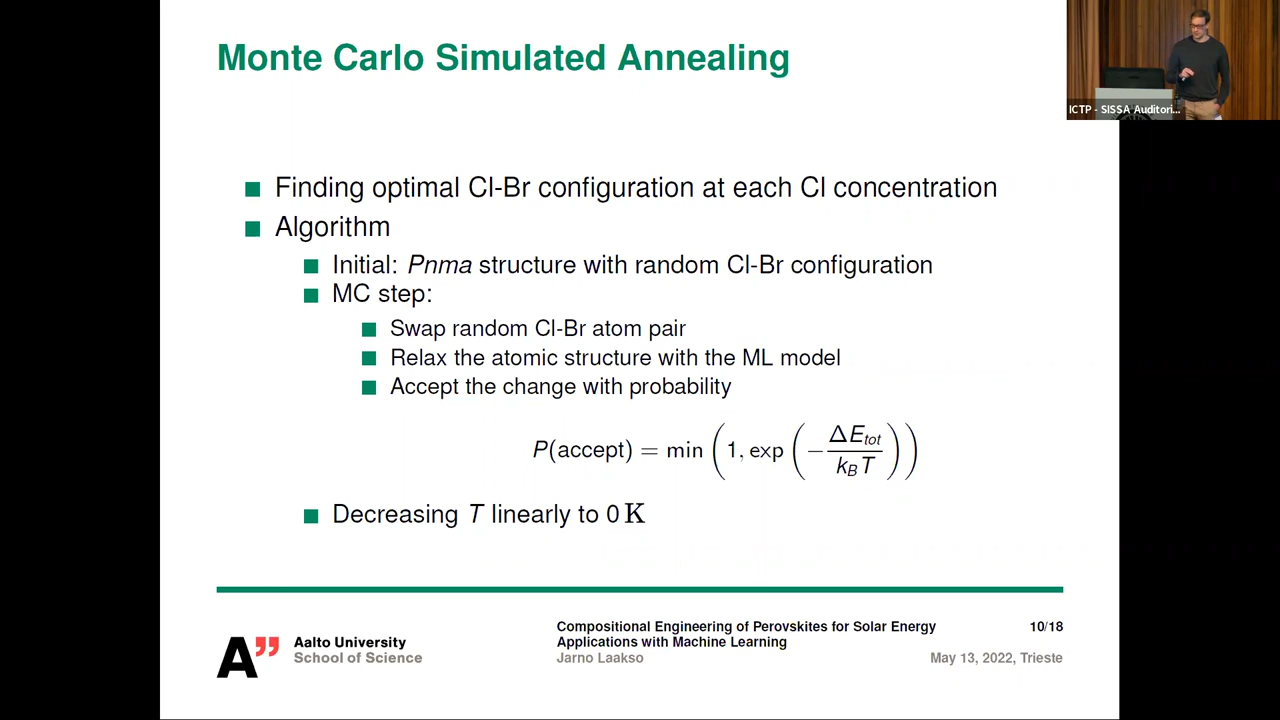 Monte Carlo Simulated Annealing
ICTP - SISSA Auditori...
Finding optimal Cl-Br configuration at each Cl concentration
Algorithm
Initial: Pnma structure with random Cl-Br configuration
MC step:
Swap random Cl-Br atom pair
Relax the atomic structure with the ML model
Accept the change with probability
P(accept) = min(1, exp(−ΔE_tot/k_B T))
Decreasing T linearly to 0 K
A''
Aalto University
School of Science
Compositional Engineering of Perovskites for Solar Energy
Applications with Machine Learning
Jarno Laakso
10/18
May 13, 2022, Trieste